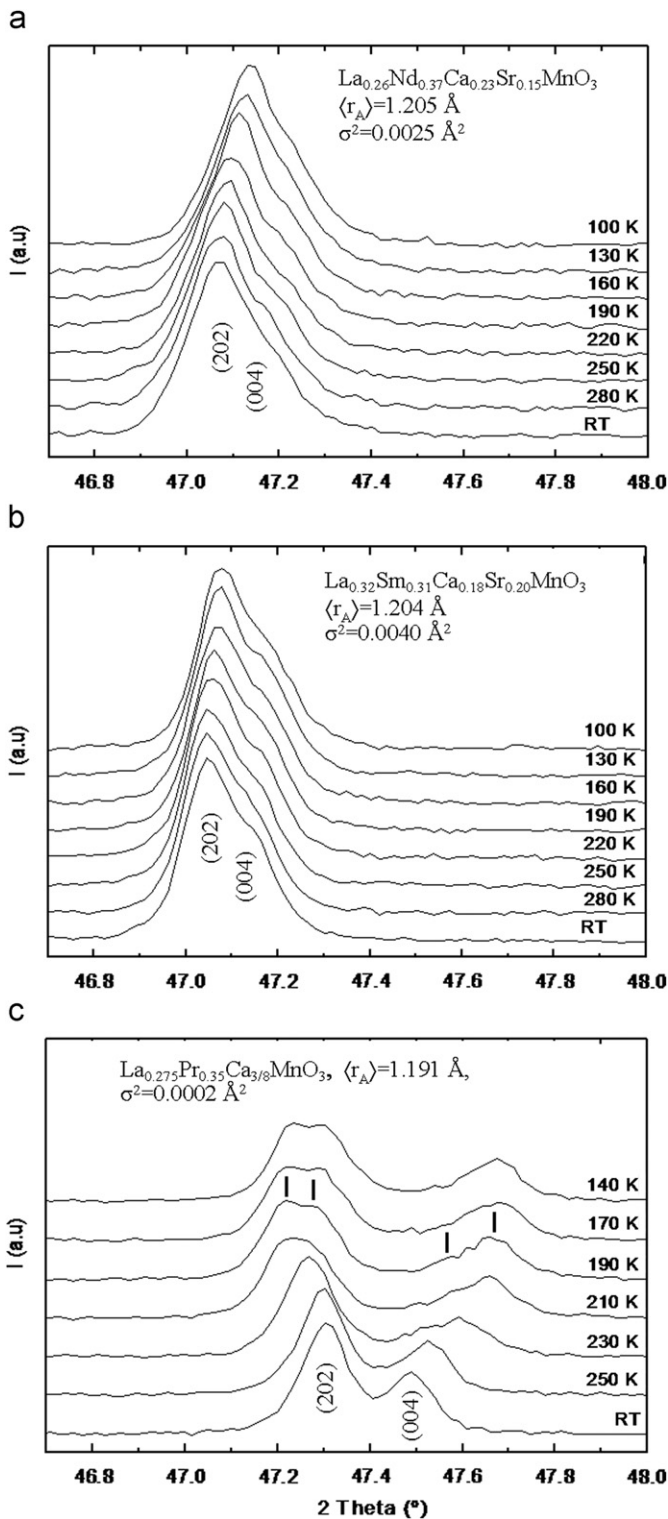 a
La0.26Nd0.37Ca0.23Sr0.15MnO3
⟨rA⟩=1.205 Å
σ²=0.0025 Å²
I (a.u)
100 K
130 K
160 K
190 K
220 K
250 K
280 K
RT
(202)
(004)
46.8 47.0 47.2 47.4 47.6 47.8 48.0
b
La0.32Sm0.31Ca0.18Sr0.20MnO3
⟨rA⟩=1.204 Å
σ²=0.0040 Å²
I (a.u)
100 K
130 K
160 K
190 K
220 K
250 K
280 K
RT
(202)
(004)
46.8 47.0 47.2 47.4 47.6 47.8 48.0
c
La0.275Pr0.35Ca3/8MnO3, ⟨rA⟩=1.191 Å,
σ²=0.0002 Å²
I (a.u)
140 K
170 K
190 K
210 K
230 K
250 K
RT
(202)
(004)
46.8 47.0 47.2 47.4 47.6 47.8 48.0
2 Theta (º)